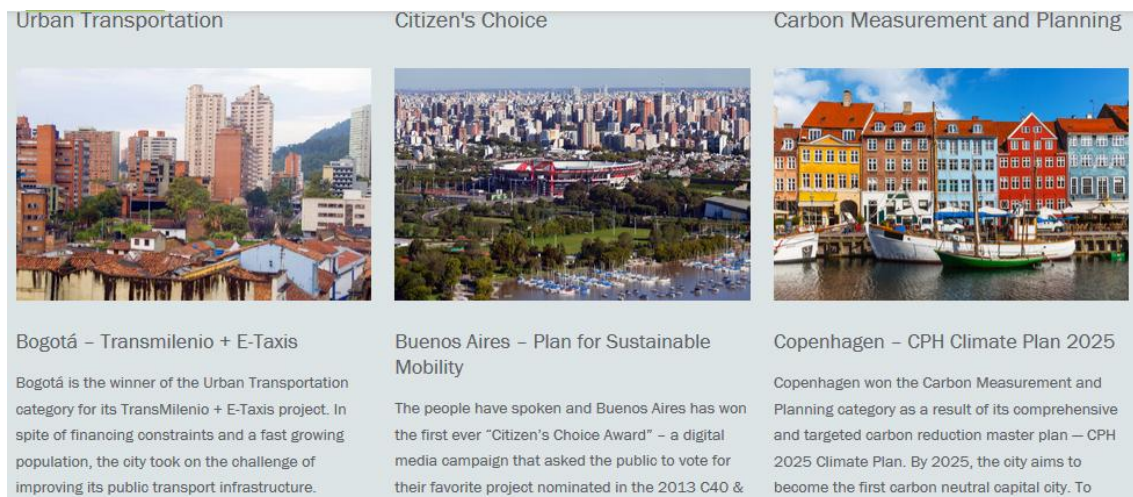 Urban Transportation
Citizen's Choice
Carbon Measurement and Planning
Bogotá – Transmilenio + E-Taxis
Bogotá is the winner of the Urban Transportation
category for its TransMilenio + E-Taxis project. In
spite of financing constraints and a fast growing
population, the city took on the challenge of
improving its public transport infrastructure.
Buenos Aires – Plan for Sustainable
Mobility
The people have spoken and Buenos Aires has won
the first ever “Citizen's Choice Award” – a digital
media campaign that asked the public to vote for
their favorite project nominated in the 2013 C40 &
Copenhagen – CPH Climate Plan 2025
Copenhagen won the Carbon Measurement and
Planning category as a result of its comprehensive
and targeted carbon reduction master plan — CPH
2025 Climate Plan. By 2025, the city aims to
become the first carbon neutral capital city. To